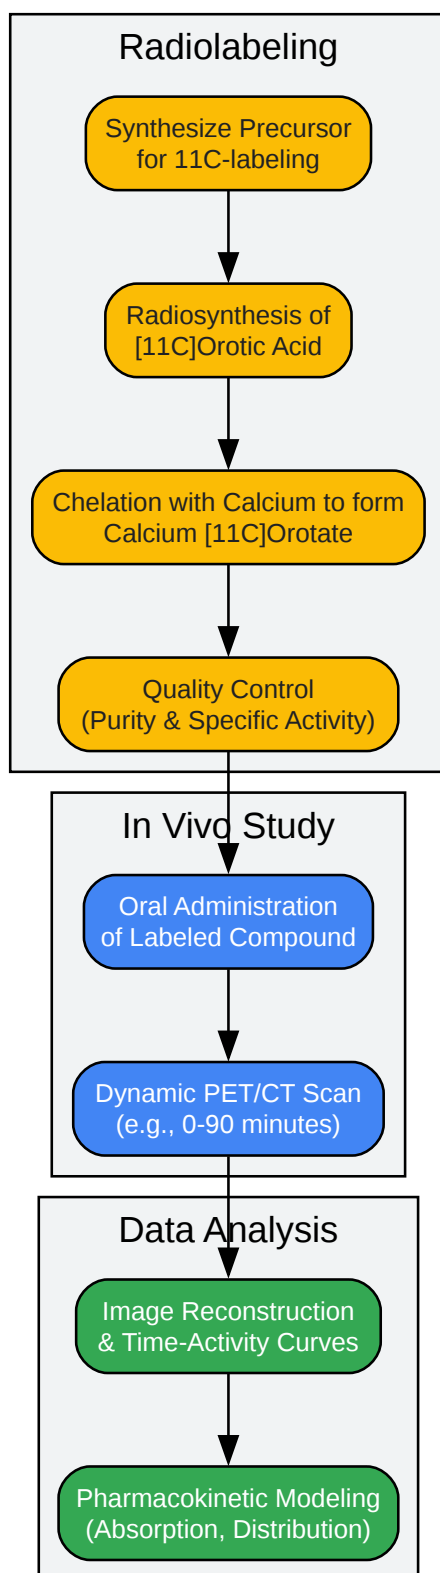 Radiolabeling
Synthesize Precursor
for 11C-labeling
Radiosynthesis of
[11C]Orotic Acid
Chelation with Calcium to form
Calcium [11C]Orotate
Quality Control
(Purity & Specific Activity)
In Vivo Study
Oral Administration
of Labeled Compound
Dynamic PET/CT Scan
(e.g., 0-90 minutes)
Data Analysis
Image Reconstruction
& Time-Activity Curves
Pharmacokinetic Modeling
(Absorption, Distribution)